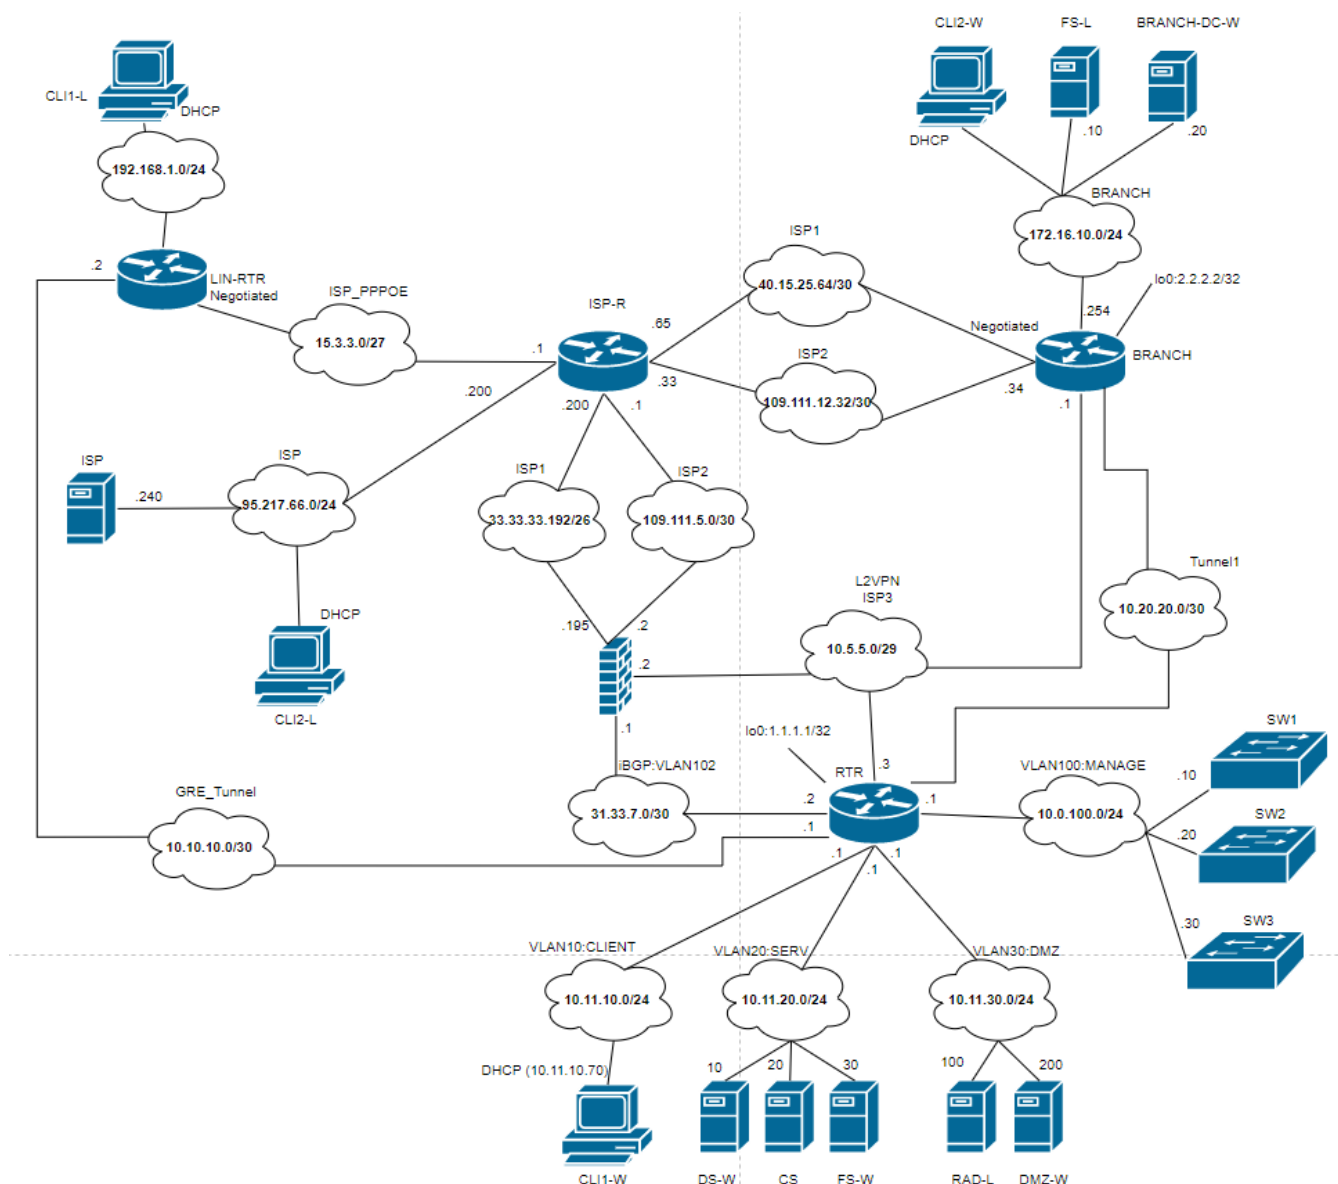 CLI2-W
FS-L
BRANCH-DC-W
CLI1-L
DHCP
DHCP
.10
.20
192.168.1.0/24
BRANCH
172.16.10.0/24
ISP1
.2
LIN-RTR
Negotiated
ISP_PPPOE
40.15.25.64/30
lo0:2.2.2.2/32
ISP-R
.254
.65
Negotiated
15.3.3.0/27
.1
ISP2
BRANCH
.33
.200
.34
109.111.12.32/30
.200
.1
.1
ISP
ISP
ISP1
ISP2
.240
95.217.66.0/24
33.33.33.192/26
109.111.5.0/30
Tunnel1
L2VPN
ISP3
DHCP
.195
.2
10.20.20.0/30
10.5.5.0/29
.2
CLI2-L
.1
lo0:1.1.1.1/32
SW1
iBGP:VLAN102
RTR
.3
VLAN100:MANAGE
.10
GRE_Tunnel
.2
.1
31.33.7.0/30
10.0.100.0/24
SW2
.1
.20
10.10.10.0/30
.1
.1
.1
.30
SW3
VLAN10:CLIENT
VLAN20:SERV
VLAN30:DMZ
10.11.10.0/24
10.11.20.0/24
10.11.30.0/24
DHCP (10.11.10.70)
10
20
30
100
200
CLI1-W
DS-W
CS
FS-W
RAD-L
DMZ-W